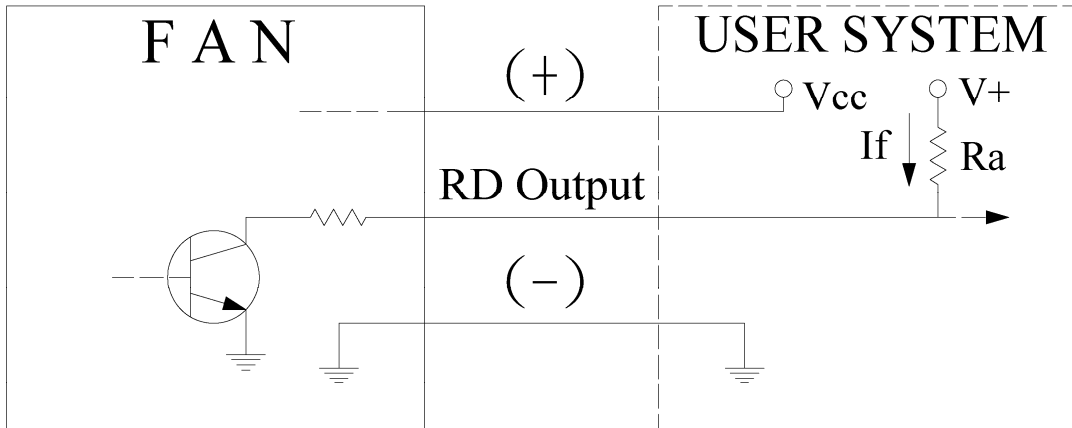 F A N
USER SYSTEM
(+)
Vcc
V+
If
Ra
RD Output
(−)